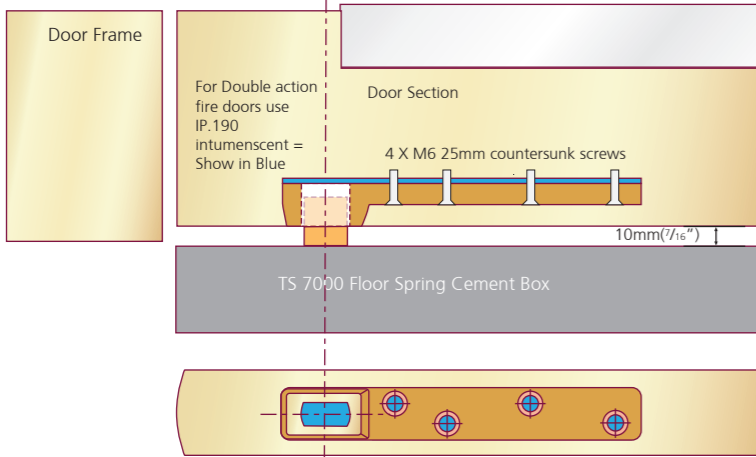 Door Frame
For Double action
fire doors use
IP.190
intumenscent =
Show in Blue
Door Section
4 X M6 25mm countersunk screws
10mm(7/16")
TS 7000 Floor Spring Cement Box